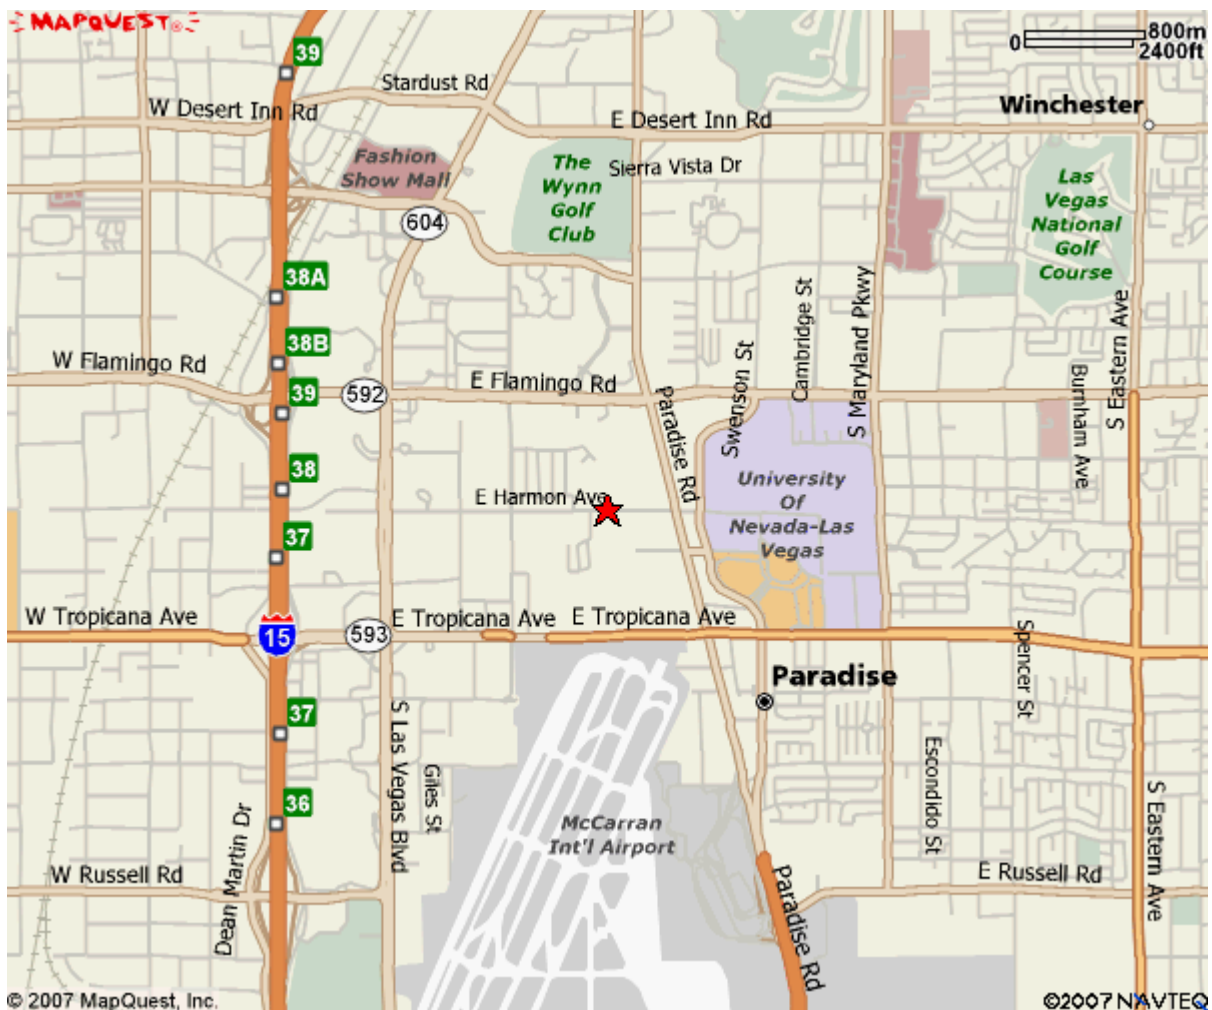 MAPQUEST®
39
800m
0
2400ft
Stardust Rd
W Desert Inn Rd
Winchester
E Desert Inn Rd
Fashion
Show Mall
The
Wynn
Golf
Club
Sierra Vista Dr
Las
Vegas
National
Golf
Course
604
38A
38B
W Flamingo Rd
E Flamingo Rd
39
592
Paradise Rd
Swenson St
Cambridge St
S Maryland Pkwy
Burnham Ave
S Eastern Ave
38
E Harmon Ave
University
Of
Nevada-Las
Vegas
37
W Tropicana Ave
15
593
E Tropicana Ave
E Tropicana Ave
Spencer St
Paradise
37
S Las Vegas Blvd
Giles St
Escondido St
S Eastern Ave
36
Dean Martin Dr
McCarran
Int'l Airport
W Russell Rd
E Russell Rd
Paradise Rd
© 2007 MapQuest, Inc.
©2007 NAVTEQ